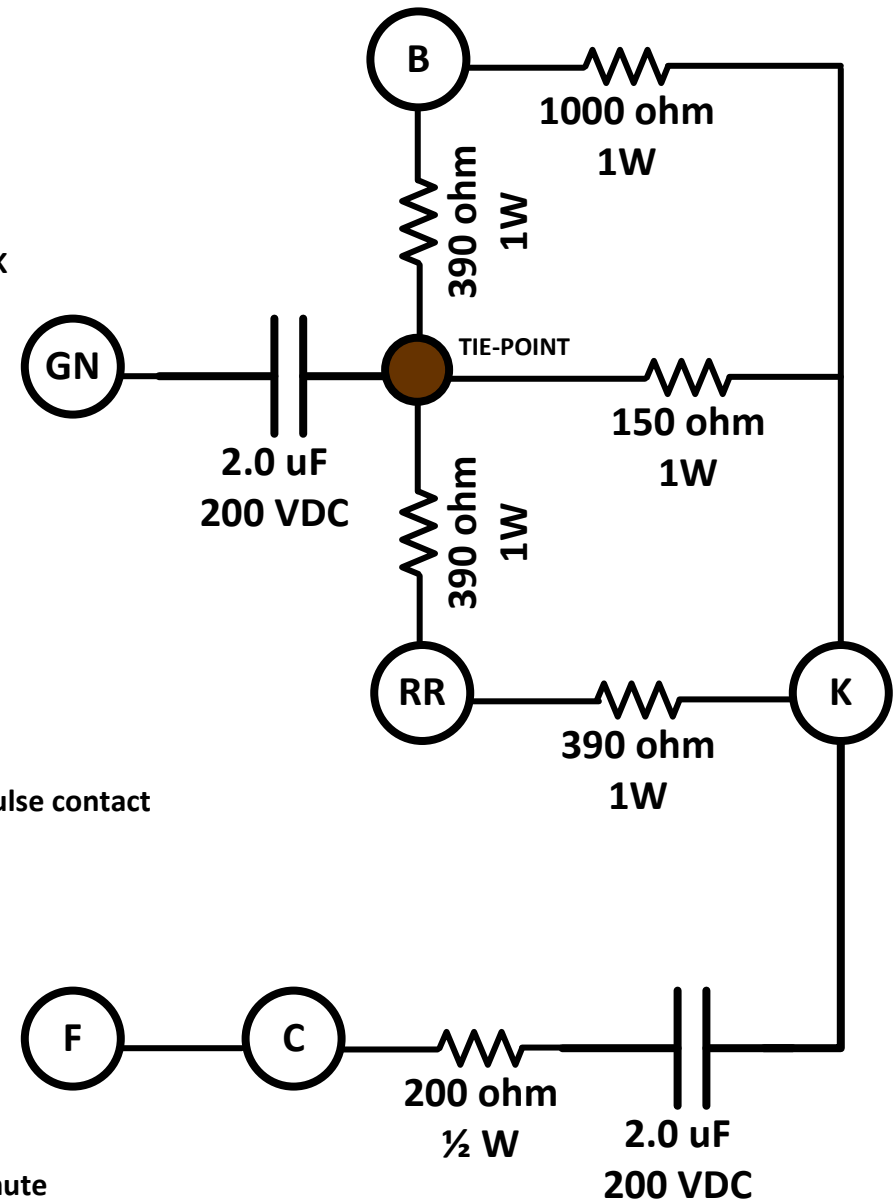 B
1000 ohm
1W
390 ohm
1W
GN
TIE-POINT
2.0 uF
200 VDC
150 ohm
1W
390 ohm
1W
RR
K
390 ohm
1W
ulse contact
F
C
200 ohm
½ W
2.0 uF
200 VDC
nute